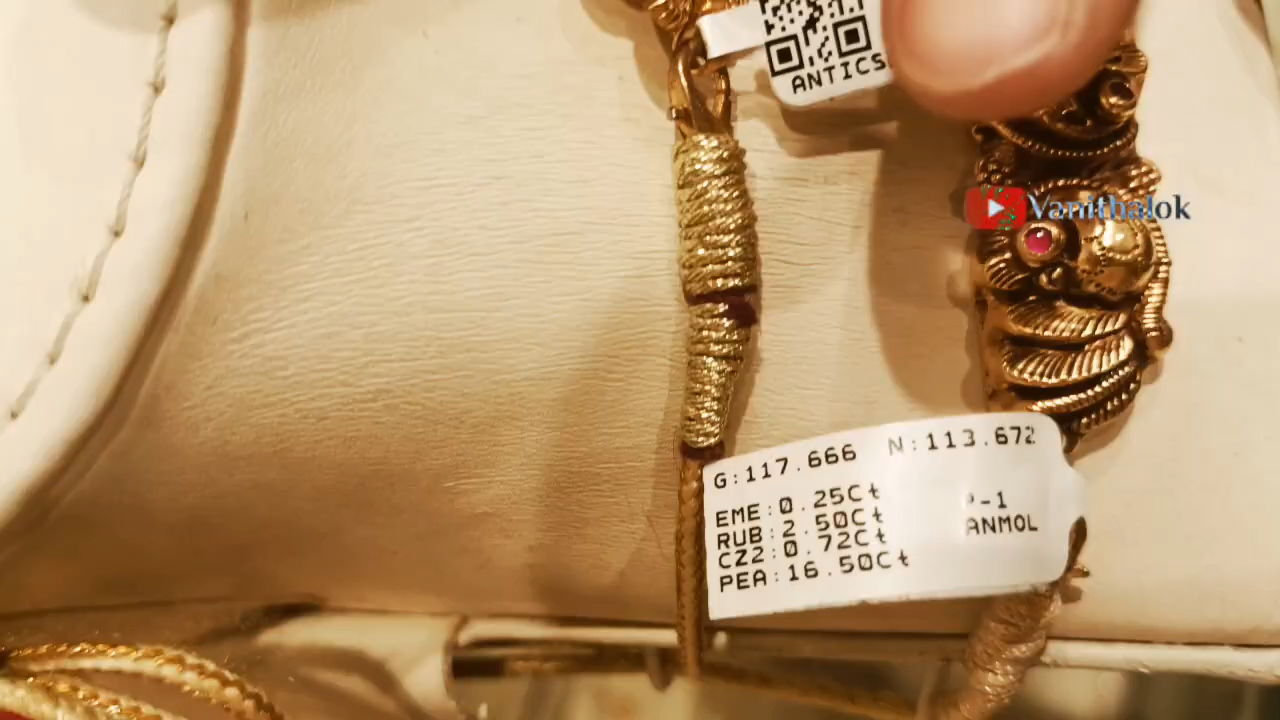 ANTICS
Vanithalok
G:117.666 N:113.672
EME:0.25Ct
RUB:2.50Ct
CZ2:0.72Ct
PEA:16.50Ct
-1
ANMOL